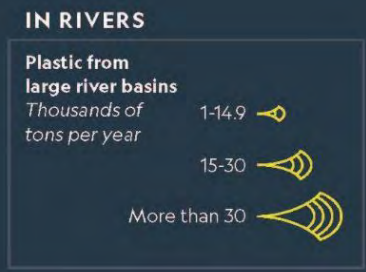 IN RIVERS
Plastic from
large river basins
Thousands of
tons per year
1-14.9
15-30
More than 30